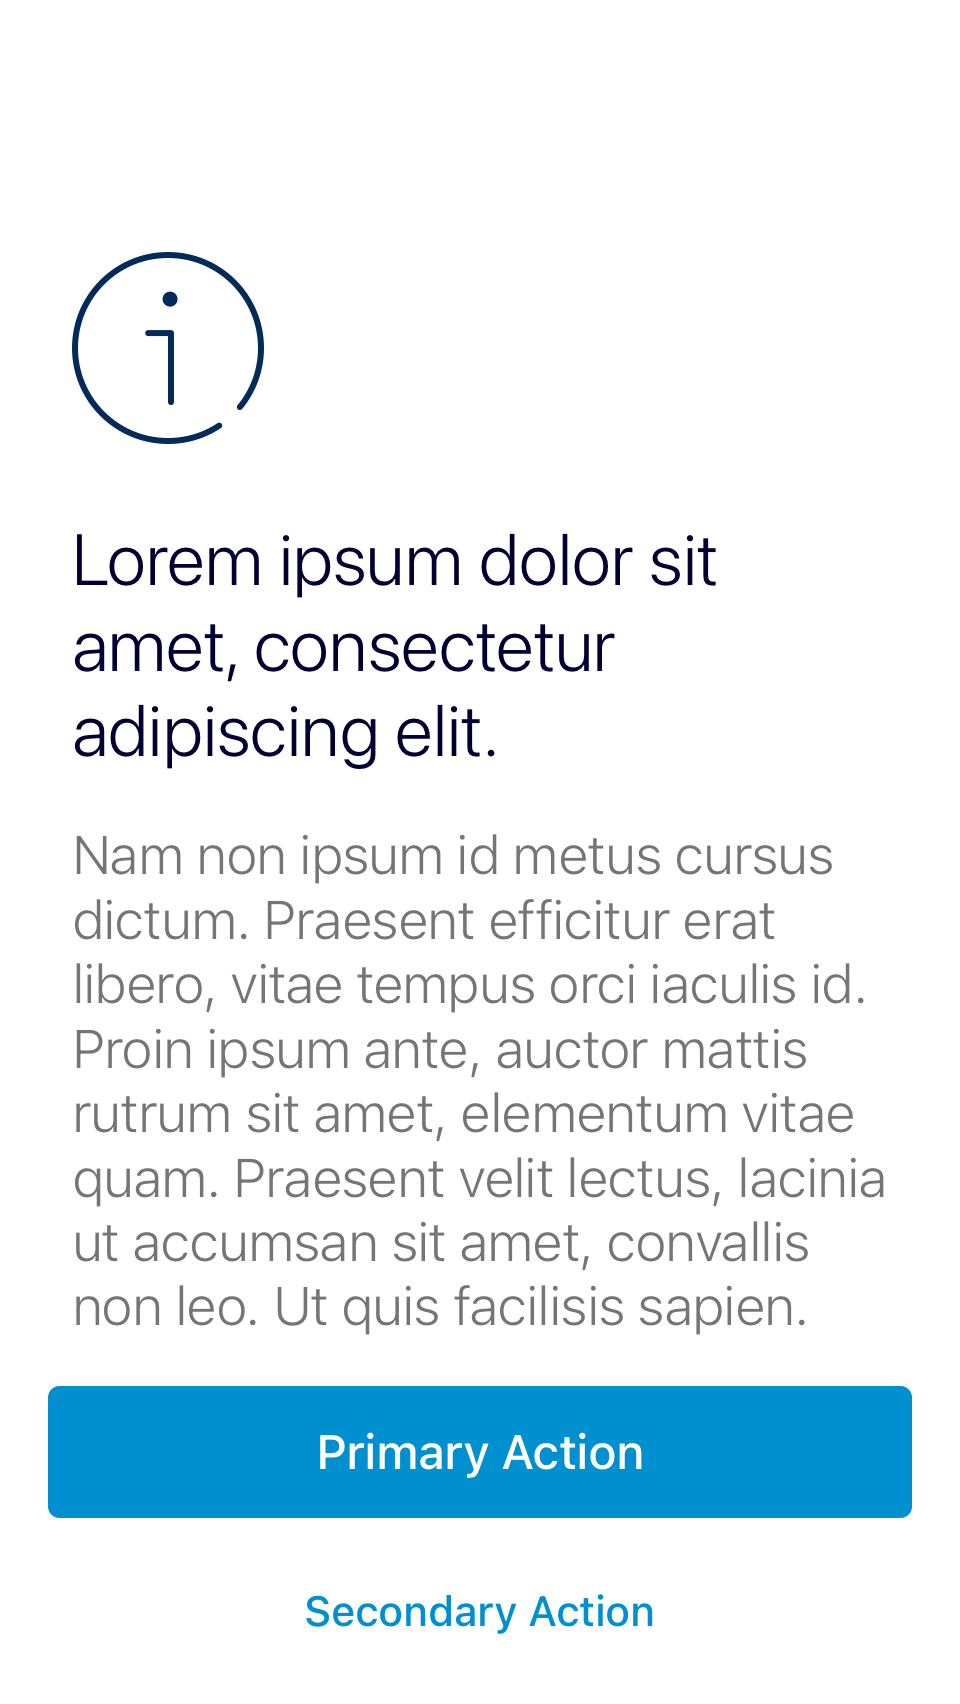 Lorem ipsum dolor sit
amet, consectetur
adipiscing elit.
Nam non ipsum id metus cursus
dictum. Praesent efficitur erat
libero, vitae tempus orci iaculis id.
Proin ipsum ante, auctor mattis
rutrum sit amet, elementum vitae
quam. Praesent velit lectus, lacinia
ut accumsan sit amet, convallis
non leo. Ut quis facilisis sapien.
Primary Action
Secondary Action